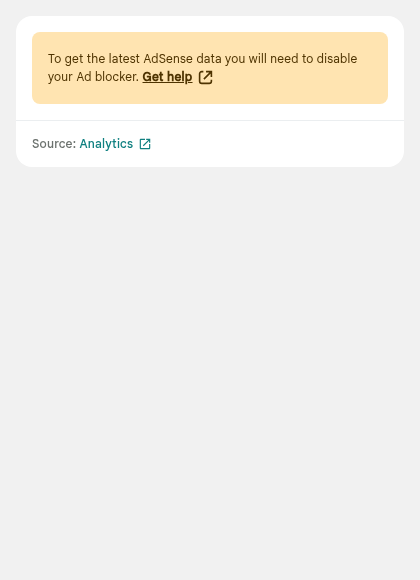 To get the latest AdSense data you will need to disable
your Ad blocker. Get help
Source: Analytics